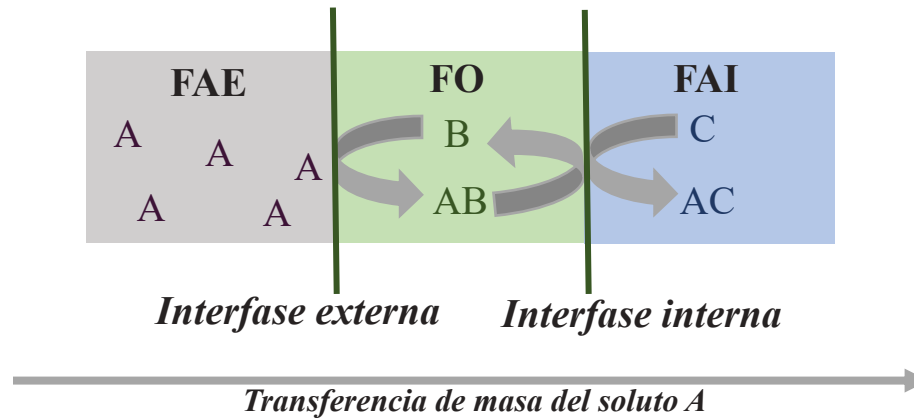 FAE FO FAI
A A A B C
A A AB AC
Interfase externa Interfase interna
Transferencia de masa del soluto A